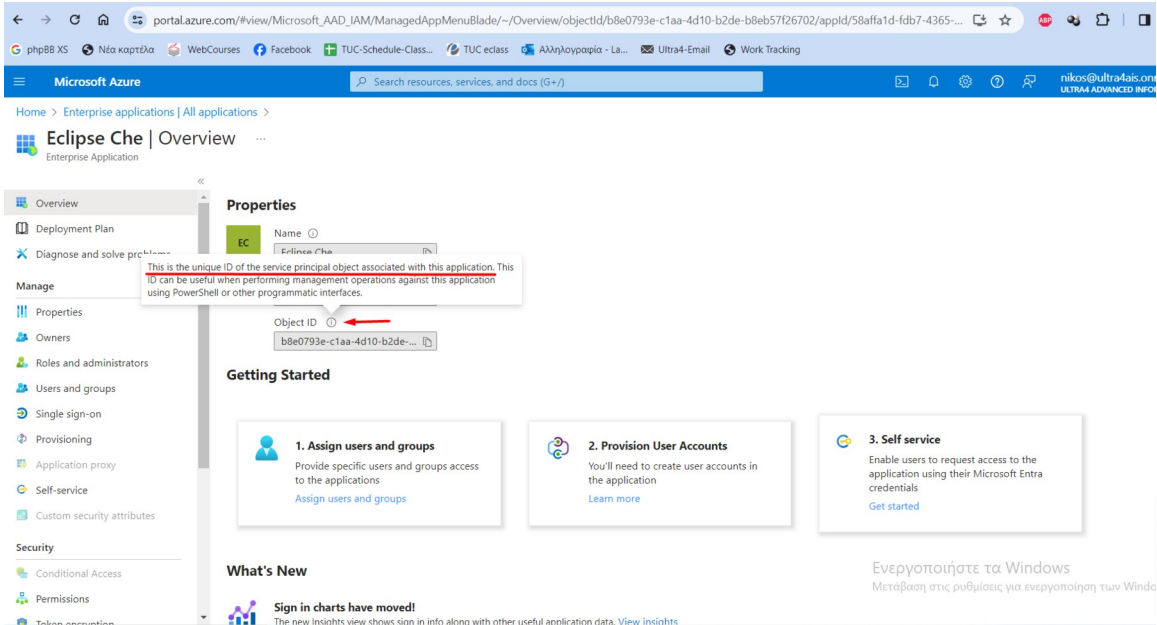 portal.azure.com/#view/Microsoft_AAD_IAM/ManagedAppMenuBlade/~/Overview/objectId/b8e0793e-c1aa-4d10-b2de-b8eb57f26702/appId/58affa1d-fdb7-4365-...
ABP
phpBB XS Νέα καρτέλα WebCourses Facebook TUC-Schedule-Class... TUC eclass Αλληλογραφία - La... Ultra4-Email Work Tracking
Microsoft Azure
Search resources, services, and docs (G+/)
nikos@ultra4ais.onr
ULTRA4 ADVANCED INFOR
Home > Enterprise applications | All applications >
Eclipse Che | Overview ...
Enterprise Application
Overview
Deployment Plan
Diagnose and solve problems
Manage
Properties
Owners
Roles and administrators
Users and groups
Single sign-on
Provisioning
Application proxy
Self-service
Custom security attributes
Security
Conditional Access
Permissions
Token encryption
Properties
EC
Name
Eclipse Che
This is the unique ID of the service principal object associated with this application. This
ID can be useful when performing management operations against this application
using PowerShell or other programmatic interfaces.
Object ID
b8e0793e-c1aa-4d10-b2de-...
Getting Started
1. Assign users and groups
Provide specific users and groups access
to the applications
Assign users and groups
2. Provision User Accounts
You'll need to create user accounts in
the application
Learn more
3. Self service
Enable users to request access to the
application using their Microsoft Entra
credentials
Get started
What's New
Sign in charts have moved!
The new Insights view shows sign in info along with other useful application data. View insights
Ενεργοποιήστε τα Windows
Μετάβαση στις ρυθμίσεις για ενεργοποίηση των Windo